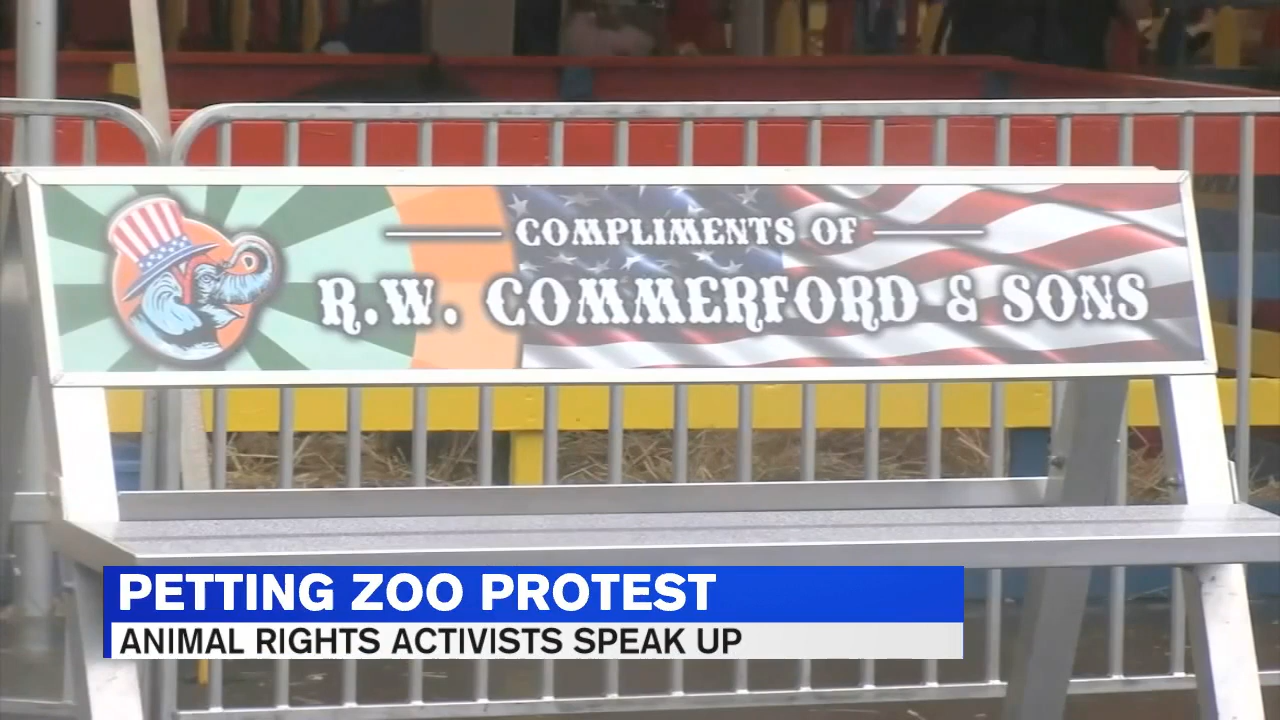 COMPLIMENTS OF
R.W. COMMERFORD & SONS
PETTING ZOO PROTEST
ANIMAL RIGHTS ACTIVISTS SPEAK UP